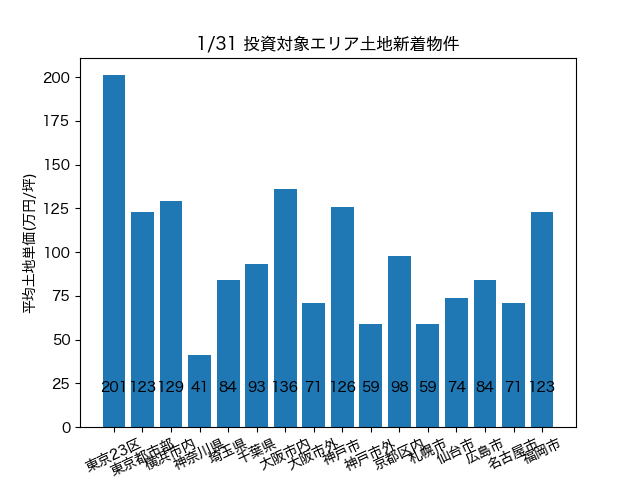 1/31 投資対象エリア土地新着物件
平均土地単価(万円/坪)
200
175
150
125
100
75
50
25
0
201 123 129 41 84 93 136 71 126 59 98 59 74 84 71 123
東京23区
東京都市部
横浜市内
神奈川県
埼玉県
千葉県
大阪市内
大阪市外
神戸市
神戸市外
京都区内
札幌市
仙台市
広島市
名古屋市
福岡市